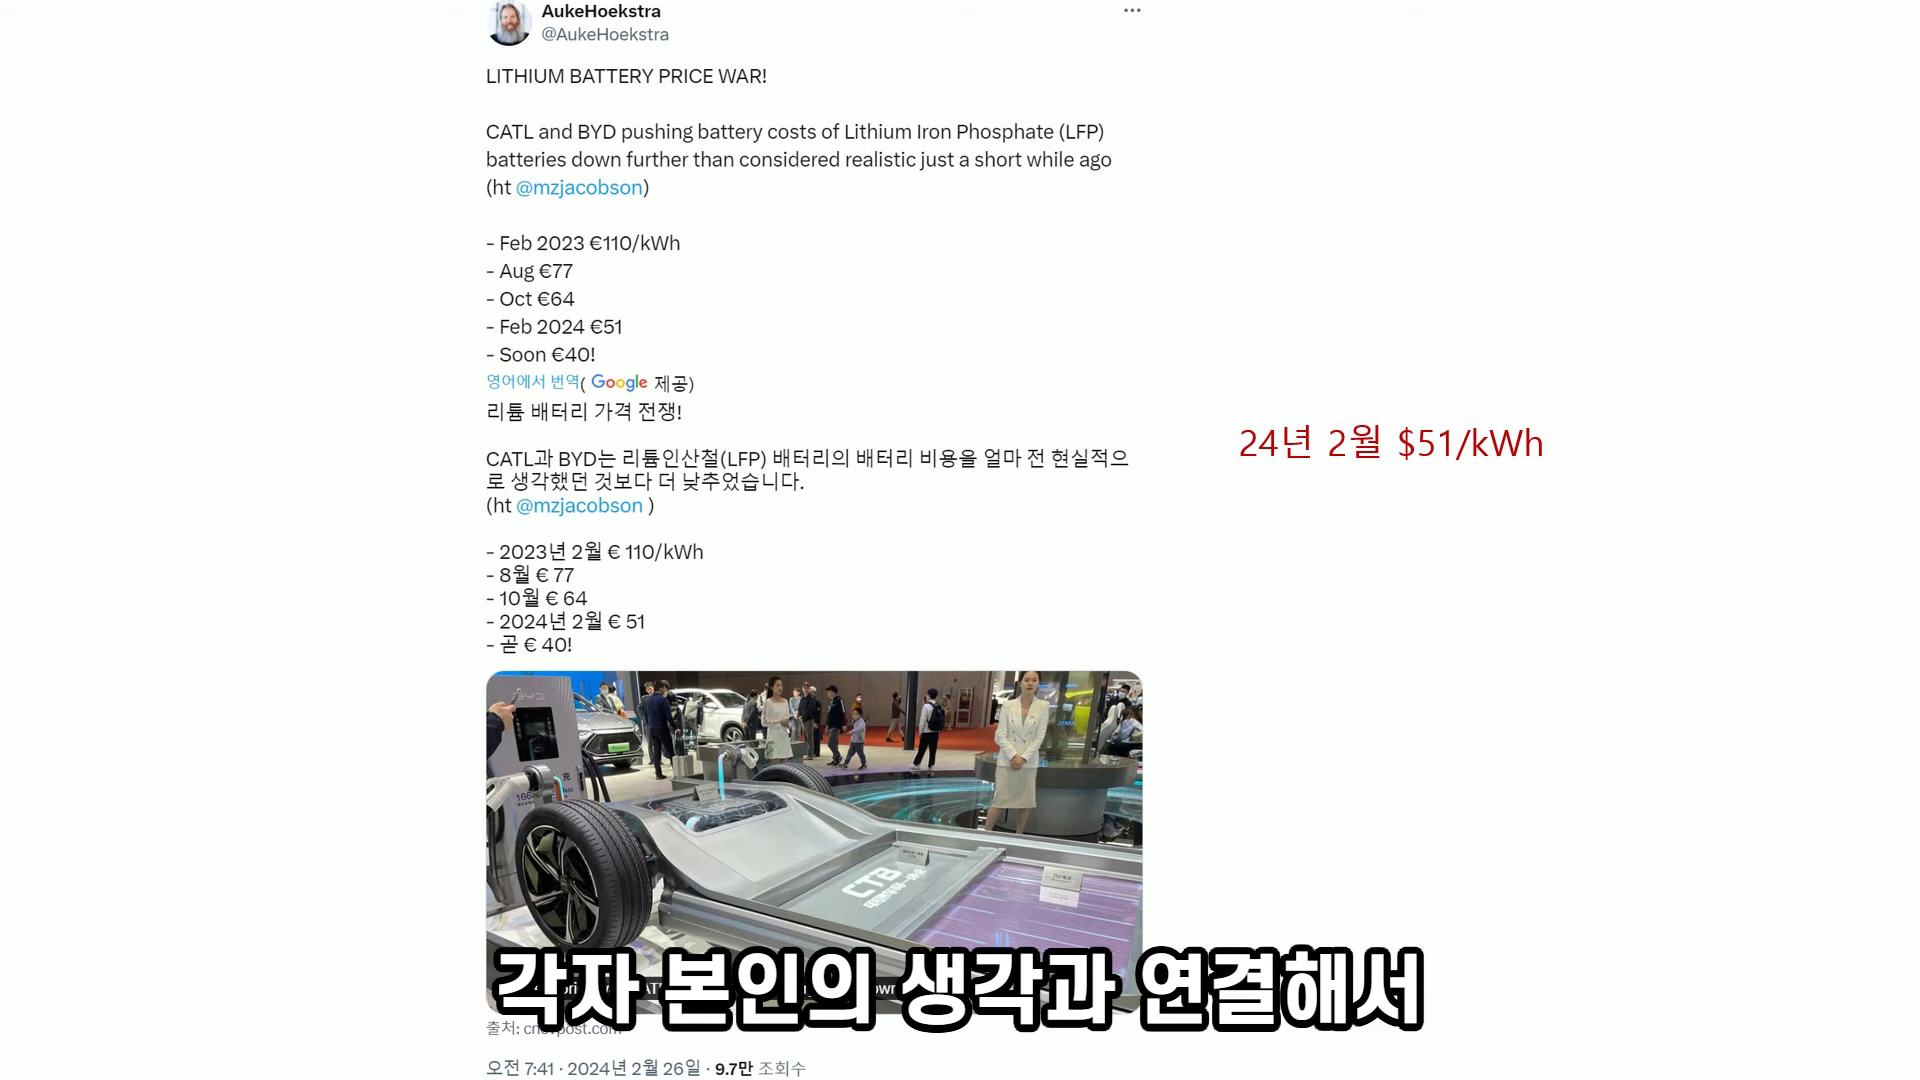 AukeHoekstra
@AukeHoekstra
LITHIUM BATTERY PRICE WAR!
CATL and BYD pushing battery costs of Lithium Iron Phosphate (LFP)
batteries down further than considered realistic just a short while ago
(ht @mzjacobson)
- Feb 2023 €110/kWh
- Aug €77
- Oct €64
- Feb 2024 €51
- Soon €40!
영어에서 번역( Google 제공)
리튬 배터리 가격 전쟁!
24년 2월 $51/kWh
CATL과 BYD는 리튬인산철(LFP) 배터리의 배터리 비용을 얼마 전 현실적으
로 생각했던 것보다 더 낮추었습니다.
(ht @mzjacobson )
- 2023년 2월 € 110/kWh
- 8월 € 77
- 10월 € 64
- 2024년 2월 € 51
- 곧 € 40!
BYD
CTB
각자 본인의 생각과 연결해서
출처: cnevpost.com
오전 7:41 · 2024년 2월 26일 · 9.7만 조회수